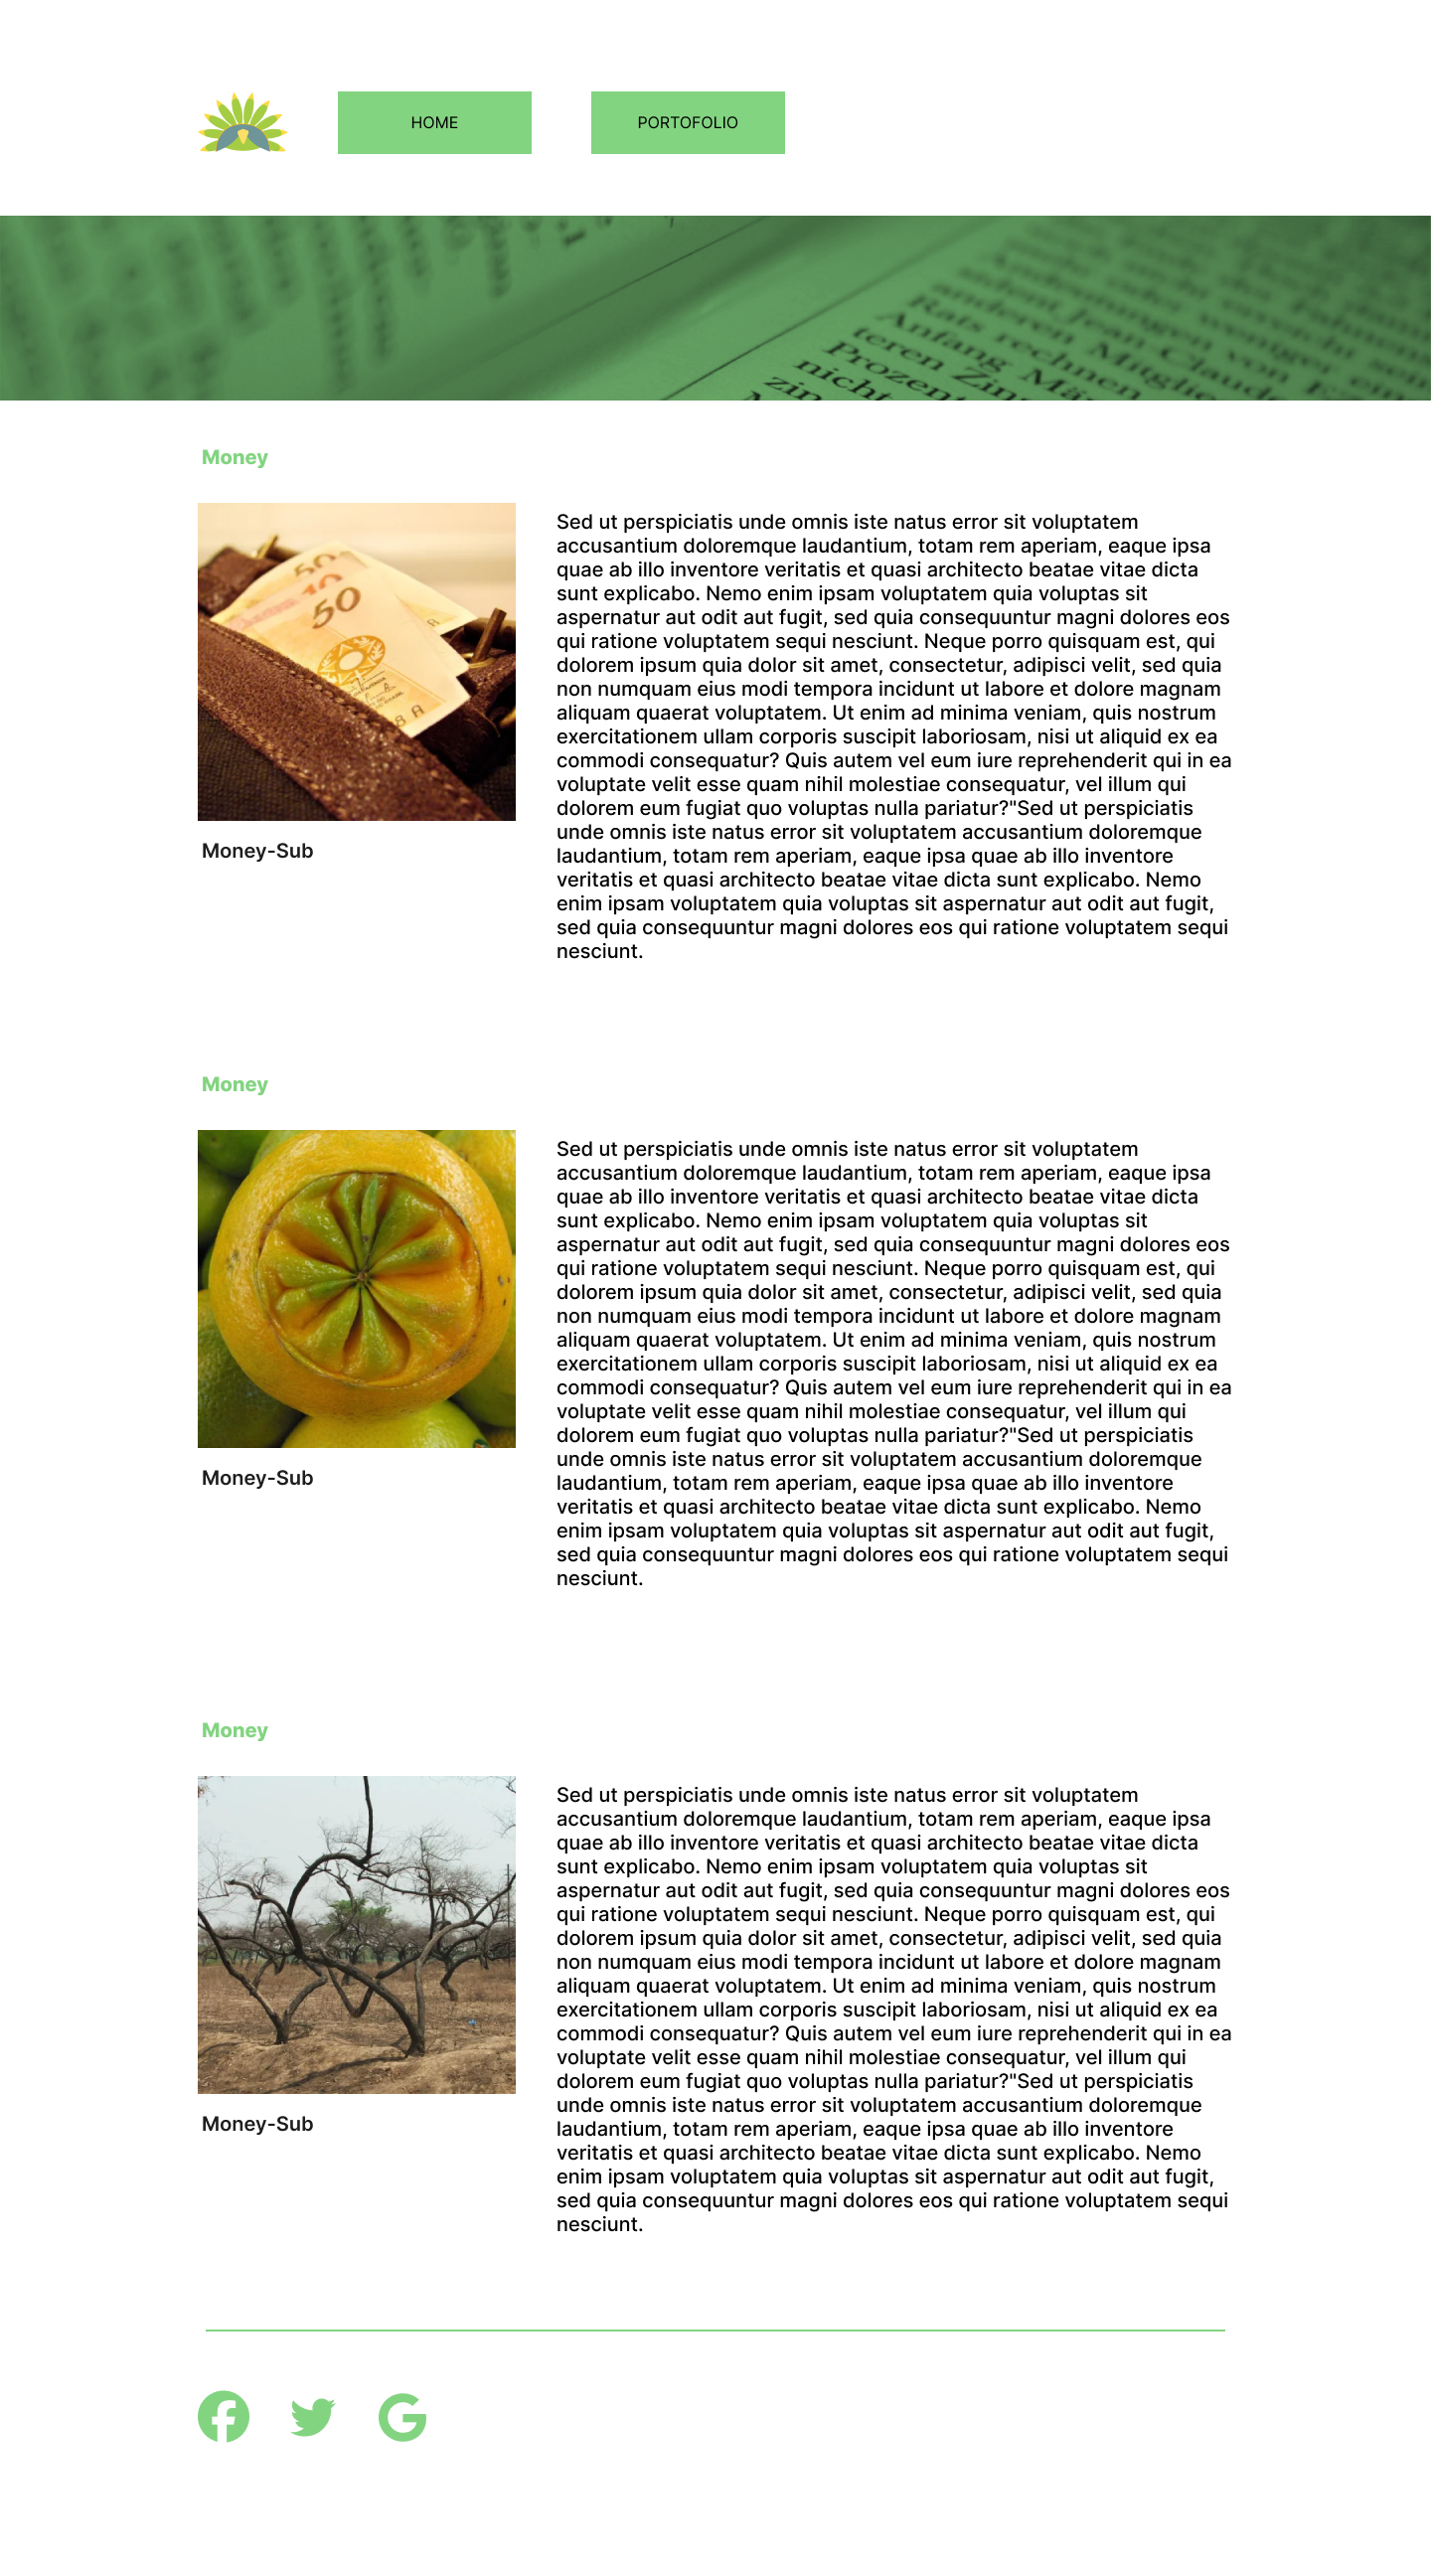 HOME
PORTOFOLIO
Rats rechnen
Anfang
teren Zin
Prozent
nicht
Money
50
10
50
Sed ut perspiciatis unde omnis iste natus error sit voluptatem
accusantium doloremque laudantium, totam rem aperiam, eaque ipsa
quae ab illo inventore veritatis et quasi architecto beatae vitae dicta
sunt explicabo. Nemo enim ipsam voluptatem quia voluptas sit
aspernatur aut odit aut fugit, sed quia consequuntur magni dolores eos
qui ratione voluptatem sequi nesciunt. Neque porro quisquam est, qui
dolorem ipsum quia dolor sit amet, consectetur, adipisci velit, sed quia
non numquam eius modi tempora incidunt ut labore et dolore magnam
aliquam quaerat voluptatem. Ut enim ad minima veniam, quis nostrum
exercitationem ullam corporis suscipit laboriosam, nisi ut aliquid ex ea
commodi consequatur? Quis autem vel eum iure reprehenderit qui in ea
voluptate velit esse quam nihil molestiae consequatur, vel illum qui
dolorem eum fugiat quo voluptas nulla pariatur?"Sed ut perspiciatis
unde omnis iste natus error sit voluptatem accusantium doloremque
laudantium, totam rem aperiam, eaque ipsa quae ab illo inventore
veritatis et quasi architecto beatae vitae dicta sunt explicabo. Nemo
enim ipsam voluptatem quia voluptas sit aspernatur aut odit aut fugit,
sed quia consequuntur magni dolores eos qui ratione voluptatem sequi
nesciunt.
Money-Sub
Money
Sed ut perspiciatis unde omnis iste natus error sit voluptatem
accusantium doloremque laudantium, totam rem aperiam, eaque ipsa
quae ab illo inventore veritatis et quasi architecto beatae vitae dicta
sunt explicabo. Nemo enim ipsam voluptatem quia voluptas sit
aspernatur aut odit aut fugit, sed quia consequuntur magni dolores eos
qui ratione voluptatem sequi nesciunt. Neque porro quisquam est, qui
dolorem ipsum quia dolor sit amet, consectetur, adipisci velit, sed quia
non numquam eius modi tempora incidunt ut labore et dolore magnam
aliquam quaerat voluptatem. Ut enim ad minima veniam, quis nostrum
exercitationem ullam corporis suscipit laboriosam, nisi ut aliquid ex ea
commodi consequatur? Quis autem vel eum iure reprehenderit qui in ea
voluptate velit esse quam nihil molestiae consequatur, vel illum qui
dolorem eum fugiat quo voluptas nulla pariatur?"Sed ut perspiciatis
unde omnis iste natus error sit voluptatem accusantium doloremque
laudantium, totam rem aperiam, eaque ipsa quae ab illo inventore
veritatis et quasi architecto beatae vitae dicta sunt explicabo. Nemo
enim ipsam voluptatem quia voluptas sit aspernatur aut odit aut fugit,
sed quia consequuntur magni dolores eos qui ratione voluptatem sequi
nesciunt.
Money-Sub
Money
Sed ut perspiciatis unde omnis iste natus error sit voluptatem
accusantium doloremque laudantium, totam rem aperiam, eaque ipsa
quae ab illo inventore veritatis et quasi architecto beatae vitae dicta
sunt explicabo. Nemo enim ipsam voluptatem quia voluptas sit
aspernatur aut odit aut fugit, sed quia consequuntur magni dolores eos
qui ratione voluptatem sequi nesciunt. Neque porro quisquam est, qui
dolorem ipsum quia dolor sit amet, consectetur, adipisci velit, sed quia
non numquam eius modi tempora incidunt ut labore et dolore magnam
aliquam quaerat voluptatem. Ut enim ad minima veniam, quis nostrum
exercitationem ullam corporis suscipit laboriosam, nisi ut aliquid ex ea
commodi consequatur? Quis autem vel eum iure reprehenderit qui in ea
voluptate velit esse quam nihil molestiae consequatur, vel illum qui
dolorem eum fugiat quo voluptas nulla pariatur?"Sed ut perspiciatis
unde omnis iste natus error sit voluptatem accusantium doloremque
laudantium, totam rem aperiam, eaque ipsa quae ab illo inventore
veritatis et quasi architecto beatae vitae dicta sunt explicabo. Nemo
enim ipsam voluptatem quia voluptas sit aspernatur aut odit aut fugit,
sed quia consequuntur magni dolores eos qui ratione voluptatem sequi
nesciunt.
Money-Sub